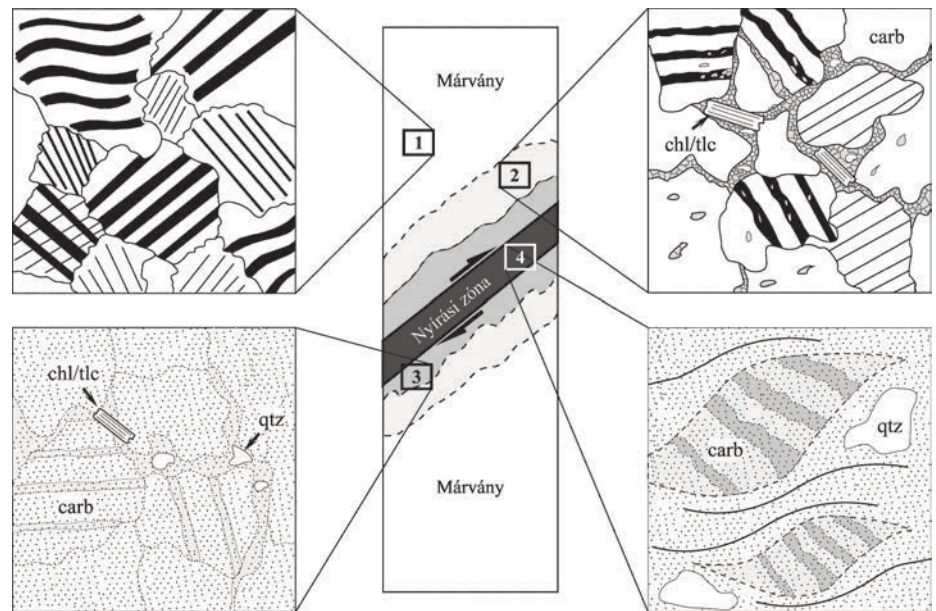 Márvány
1
2
4
Nyírási zóna
3
Márvány
carb
chl/tlc
chl/tlc
qtz
carb
carb
qtz